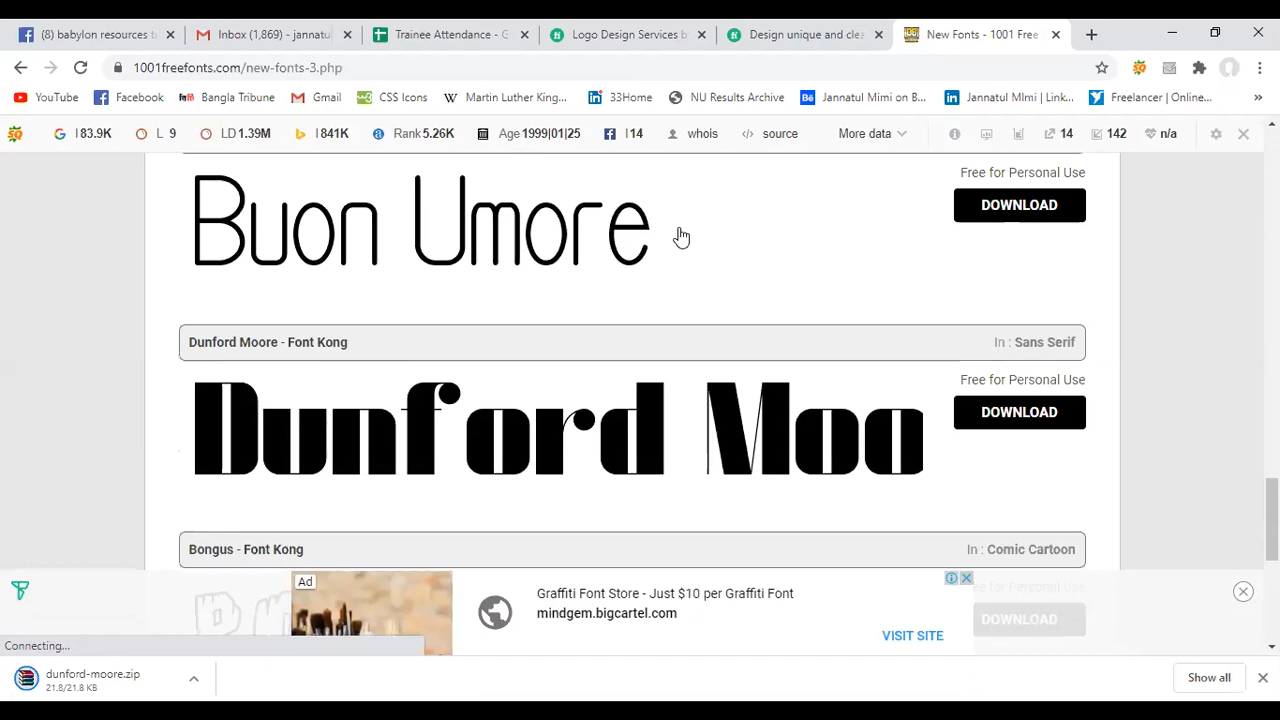 (8) babylon resources
Inbox (1,869) - jannatul
Trainee Attendance - G
Logo Design Services by
Design unique and clea
New Fonts - 1001 Free
1001freefonts.com/new-fonts-3.php
YouTube
Facebook
Bangla Tribune
Gmail
CSS Icons
Martin Luther King...
33Home
NU Results Archive
Jannatul Mimi on B...
Jannatul MImi | Link...
Freelancer | Online...
I 83.9K
L 9
LD 1.39M
I 841K
Rank 5.26K
Age 1999|01|25
I 14
whois
source
More data
14
142
n/a
Free for Personal Use
DOWNLOAD
Buon Umore
Dunford Moore - Font Kong
In : Sans Serif
Free for Personal Use
DOWNLOAD
Dunford Moo
Bongus - Font Kong
In : Comic Cartoon
Free for Personal Use
DOWNLOAD
Ad
Graffiti Font Store - Just $10 per Graffiti Font
mindgem.bigcartel.com
VISIT SITE
Connecting...
dunford-moore.zip
21.8/21.8 KB
Show all